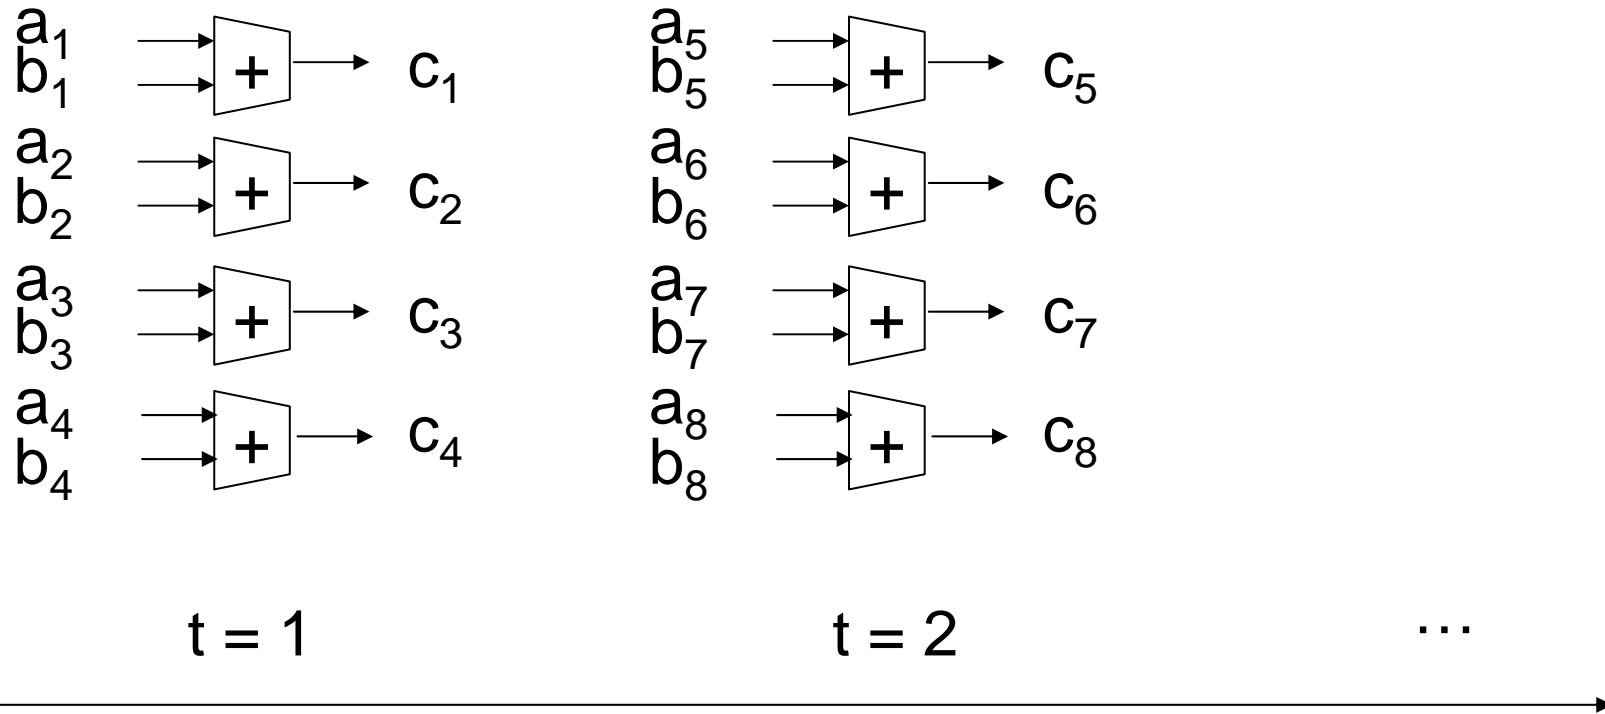 a₁ a₅
b₁ + c₁ b₅ + c₅
a₂ a₆
b₂ + c₂ b₆ + c₆
a₃ a₇
b₃ + c₃ b₇ + c₇
a₄ a₈
b₄ + c₄ b₈ + c₈
t = 1 t = 2 ...